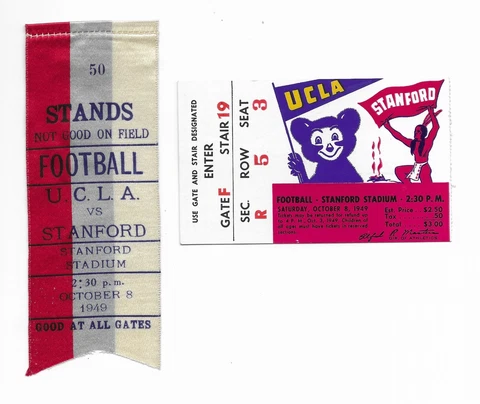 50
STANDS
NOT GOOD ON FIELD
FOOTBALL
U.C.L.A.
VS
STANFORD
STANFORD
STADIUM
2:30 p.m.
OCTOBER 8
1949
GOOD AT ALL GATES
USE GATE AND STAIR DESIGNATED
ENTER
GATE F STAIR 19
SEC. ROW SEAT
R 5 3
UCLA
STANFORD
FOOTBALL - STANFORD STADIUM - 2:30 P. M.
SATURDAY, OCTOBER 8, 1949
Est. Price $2.50
Tax .50
Total $3.00